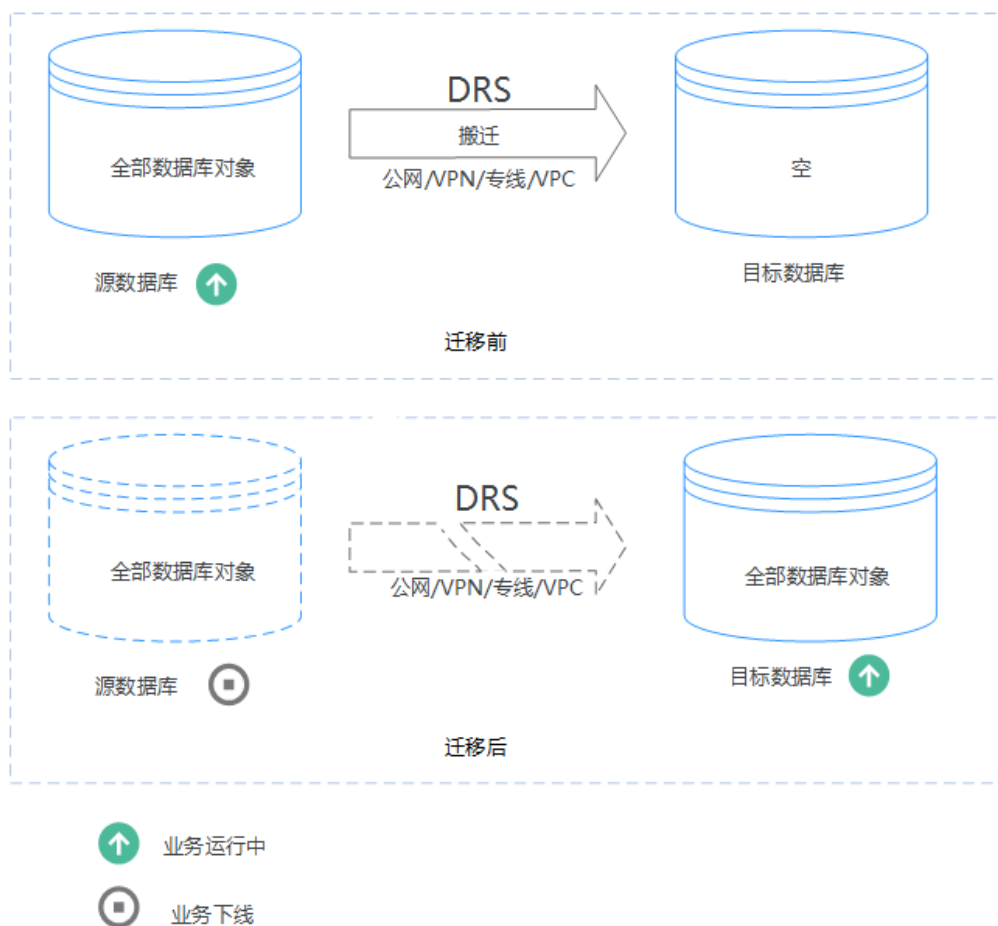 DRS
搬迁
全部数据库对象
空
公网/VPN/专线/VPC
源数据库
目标数据库
迁移前
DRS
全部数据库对象
全部数据库对象
公网/VPN/专线/VPC
源数据库
目标数据库
迁移后
业务运行中
业务下线